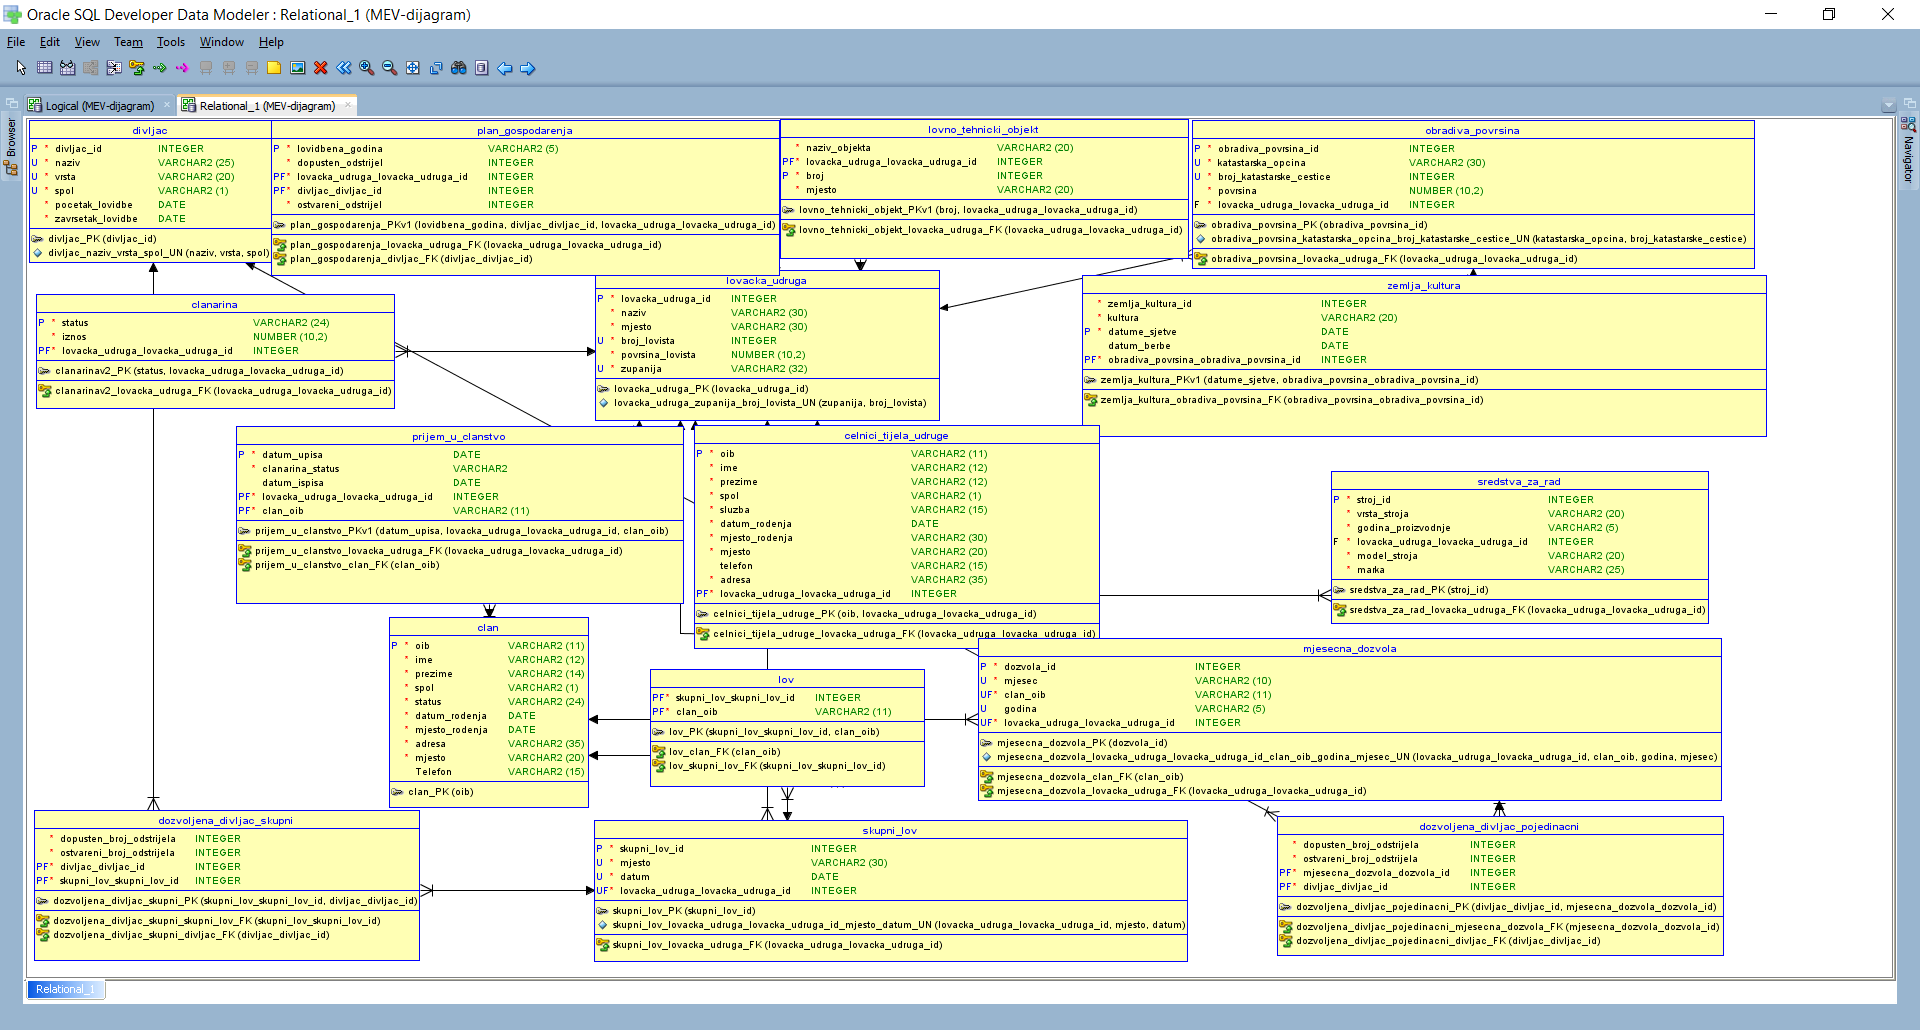 Oracle SQL Developer Data Modeler : Relational_1 (MEV-dijagram)
File Edit View Team Tools Window Help
Logical (MEV-dijagram) × Relational_1 (MEV-dijagram) ×
Browser
Navigator
divljac
P * divljac_id INTEGER
U * naziv VARCHAR2 (25)
U * vrsta VARCHAR2 (20)
U * spol VARCHAR2 (1)
* pocetak_lovidbe DATE
* zavrsetak_lovidbe DATE
divljac_PK (divljac_id)
divljac_naziv_vrsta_spol_UN (naziv, vrsta, spol)
plan_gospodarenja
P * lovidbena_godina VARCHAR2 (5)
* dopusten_odstrijel INTEGER
PF* lovacka_udruga_lovacka_udruga_id INTEGER
PF* divljac_divljac_id INTEGER
* ostvareni_odstrijel INTEGER
plan_gospodarenja_PKv1 (lovidbena_godina, divljac_divljac_id, lovacka_udruga_lovacka_udruga_id)
plan_gospodarenja_lovacka_udruga_FK (lovacka_udruga_lovacka_udruga_id)
plan_gospodarenja_divljac_FK (divljac_divljac_id)
lovno_tehnicki_objekt
* naziv_objekta VARCHAR2 (20)
PF* lovacka_udruga_lovacka_udruga_id INTEGER
P * broj INTEGER
* mjesto VARCHAR2 (20)
lovno_tehnicki_objekt_PKv1 (broj, lovacka_udruga_lovacka_udruga_id)
lovno_tehnicki_objekt_lovacka_udruga_FK (lovacka_udruga_lovacka_udruga_id)
obradiva_povrsina
P * obradiva_povrsina_id INTEGER
U * katastarska_opcina VARCHAR2 (30)
U * broj_katastarske_cestice INTEGER
* povrsina NUMBER (10,2)
F * lovacka_udruga_lovacka_udruga_id INTEGER
obradiva_povrsina_PK (obradiva_povrsina_id)
obradiva_povrsina_katastarska_opcina_broj_katastarske_cestice_UN (katastarska_opcina, broj_katastarske_cestice)
obradiva_povrsina_lovacka_udruga_FK (lovacka_udruga_lovacka_udruga_id)
clanarina
P * status VARCHAR2 (24)
* iznos NUMBER (10,2)
PF* lovacka_udruga_lovacka_udruga_id INTEGER
clanarinav2_PK (status, lovacka_udruga_lovacka_udruga_id)
clanarinav2_lovacka_udruga_FK (lovacka_udruga_lovacka_udruga_id)
lovacka_udruga
P * lovacka_udruga_id INTEGER
* naziv VARCHAR2 (30)
* mjesto VARCHAR2 (30)
U * broj_lovista INTEGER
* povrsina_lovista NUMBER (10,2)
U * zupanija VARCHAR2 (32)
lovacka_udruga_PK (lovacka_udruga_id)
lovacka_udruga_zupanija_broj_lovista_UN (zupanija, broj_lovista)
zemlja_kultura
* zemlja_kultura_id INTEGER
* kultura VARCHAR2 (20)
P * datume_sjetve DATE
datum_berbe DATE
PF* obradiva_povrsina_obradiva_povrsina_id INTEGER
zemlja_kultura_PKv1 (datume_sjetve, obradiva_povrsina_obradiva_povrsina_id)
zemlja_kultura_obradiva_povrsina_FK (obradiva_povrsina_obradiva_povrsina_id)
prijem_u_clanstvo
P * datum_upisa DATE
* clanarina_status VARCHAR2
datum_ispisa DATE
PF* lovacka_udruga_lovacka_udruga_id INTEGER
PF* clan_oib VARCHAR2 (11)
prijem_u_clanstvo_PKv1 (datum_upisa, lovacka_udruga_lovacka_udruga_id, clan_oib)
prijem_u_clanstvo_lovacka_udruga_FK (lovacka_udruga_lovacka_udruga_id)
prijem_u_clanstvo_clan_FK (clan_oib)
celnici_tijela_udruge
P * oib VARCHAR2 (11)
* ime VARCHAR2 (12)
* prezime VARCHAR2 (12)
* spol VARCHAR2 (1)
* sluzba VARCHAR2 (15)
* datum_rodenja DATE
* mjesto_rodenja VARCHAR2 (30)
* mjesto VARCHAR2 (20)
telefon VARCHAR2 (15)
* adresa VARCHAR2 (35)
PF* lovacka_udruga_lovacka_udruga_id INTEGER
celnici_tijela_udruge_PK (oib, lovacka_udruga_lovacka_udruga_id)
celnici_tijela_udruge_lovacka_udruga_FK (lovacka_udruga_lovacka_udruga_id)
sredstva_za_rad
P * stroj_id INTEGER
* vrsta_stroja VARCHAR2 (20)
* godina_proizvodnje VARCHAR2 (5)
F * lovacka_udruga_lovacka_udruga_id INTEGER
* model_stroja VARCHAR2 (20)
* marka VARCHAR2 (25)
sredstva_za_rad_PK (stroj_id)
sredstva_za_rad_lovacka_udruga_FK (lovacka_udruga_lovacka_udruga_id)
clan
P * oib VARCHAR2 (11)
* ime VARCHAR2 (12)
* prezime VARCHAR2 (14)
* spol VARCHAR2 (1)
* status VARCHAR2 (24)
* datum_rodenja DATE
* mjesto_rodenja DATE
* adresa VARCHAR2 (35)
* mjesto VARCHAR2 (20)
Telefon VARCHAR2 (15)
clan_PK (oib)
lov
PF* skupni_lov_skupni_lov_id INTEGER
PF* clan_oib VARCHAR2 (11)
lov_PK (skupni_lov_skupni_lov_id, clan_oib)
lov_clan_FK (clan_oib)
lov_skupni_lov_FK (skupni_lov_skupni_lov_id)
mjesecna_dozvola
P * dozvola_id INTEGER
U * mjesec VARCHAR2 (10)
UF* clan_oib VARCHAR2 (11)
U godina VARCHAR2 (5)
UF* lovacka_udruga_lovacka_udruga_id INTEGER
mjesecna_dozvola_PK (dozvola_id)
mjesecna_dozvola_lovacka_udruga_lovacka_udruga_id_clan_oib_godina_mjesec_UN (lovacka_udruga_lovacka_udruga_id, clan_oib, godina, mjesec)
mjesecna_dozvola_clan_FK (clan_oib)
mjesecna_dozvola_lovacka_udruga_FK (lovacka_udruga_lovacka_udruga_id)
dozvoljena_divljac_skupni
* dopusten_broj_odstrijela INTEGER
* ostvareni_broj_odstrijela INTEGER
PF* divljac_divljac_id INTEGER
PF* skupni_lov_skupni_lov_id INTEGER
dozvoljena_divljac_skupni_PK (skupni_lov_skupni_lov_id, divljac_divljac_id)
dozvoljena_divljac_skupni_skupni_lov_FK (skupni_lov_skupni_lov_id)
dozvoljena_divljac_skupni_divljac_FK (divljac_divljac_id)
skupni_lov
P * skupni_lov_id INTEGER
U * mjesto VARCHAR2 (30)
U * datum DATE
UF* lovacka_udruga_lovacka_udruga_id INTEGER
skupni_lov_PK (skupni_lov_id)
skupni_lov_lovacka_udruga_lovacka_udruga_id_mjesto_datum_UN (lovacka_udruga_lovacka_udruga_id, mjesto, datum)
skupni_lov_lovacka_udruga_FK (lovacka_udruga_lovacka_udruga_id)
dozvoljena_divljac_pojedinacni
* dopusten_broj_odstrijela INTEGER
* ostvareni_broj_odstrijela INTEGER
PF* mjesecna_dozvola_dozvola_id INTEGER
PF* divljac_divljac_id INTEGER
dozvoljena_divljac_pojedinacni_PK (divljac_divljac_id, mjesecna_dozvola_dozvola_id)
dozvoljena_divljac_pojedinacni_mjesecna_dozvola_FK (mjesecna_dozvola_dozvola_id)
dozvoljena_divljac_pojedinacni_divljac_FK (divljac_divljac_id)
Relational_1